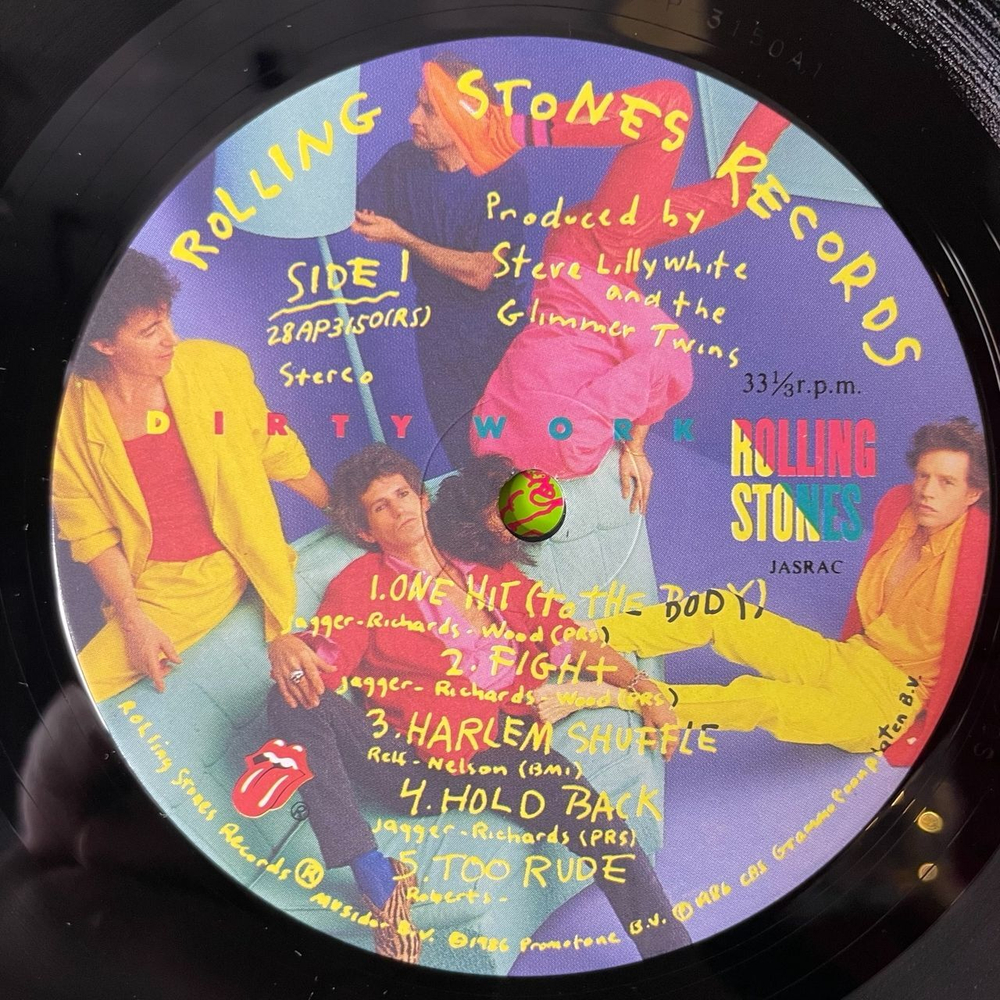 P 3150A1
ROLLING STONES RECORDS
SIDE 1
28AP3150(RS)
Stereo
Produced by
Steve Lillywhite
and the
Glimmer Twins
33⅓r.p.m.
DIRTY WORK
ROLLING
STONES
JASRAC
1. ONE HIT (to tHE BODY)
Jagger-Richards-Wood (PRS)
2. FIGHt
Jagger-Richards-Wood (PRS)
3. HARLEM SHUFFLE
Relf-Nelson (BMI)
4. HOLD BACK
Jagger-Richards (PRS)
5. TOO RUDE
Roberts-
Rolling Stones Records ® Musidor B.V. ©1986 Promotone B.V. ℗ 1986 CBS Grammofoonplaten B.V.
®